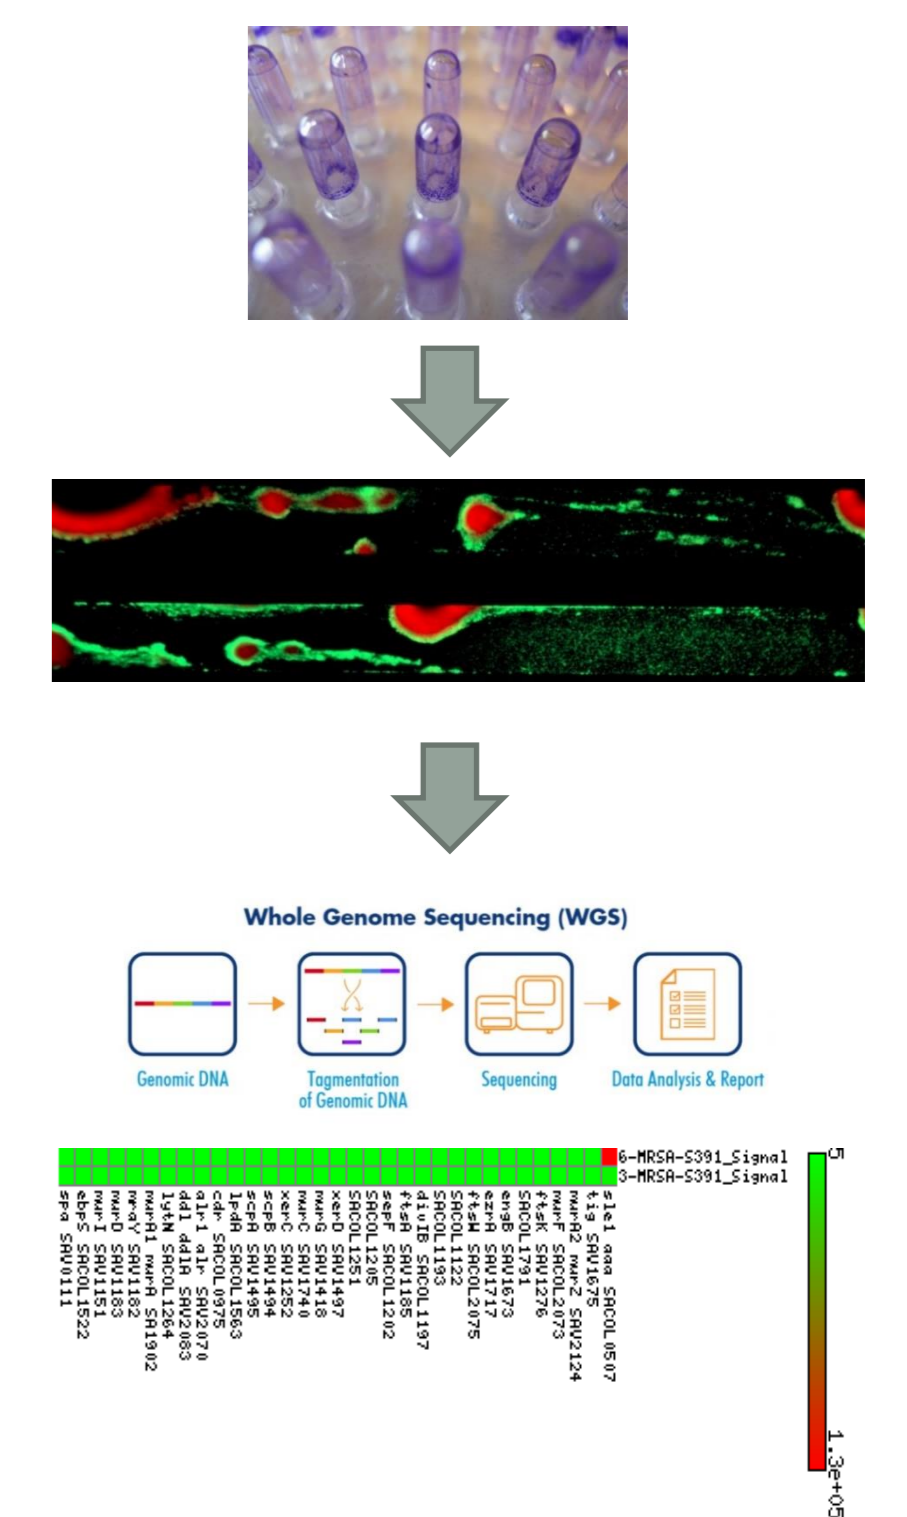 Whole Genome Sequencing (WGS)
Genomic DNA
Tagmentation
of Genomic DNA
Sequencing
Data Analysis & Report
6-MRSA-S391_Signal
3-MRSA-S391_Signal
spa SAV0111
ebpS SACOL1522
murI SAV1151
murD SAV1183
mraY SAV1182
murA1 murA SA1902
lytN SACOL1264
ddl ddlA SAV2083
alr1 alr SAV2070
cdr SACOL0975
lpdA SACOL1563
scpA SAV1495
scpB SAV1494
xerC SAV1252
murC SAV1740
murG SAV1418
xerD SAV1497
SACOL1251
SACOL1205
sepF SACOL1202
ftsA SAV1185
divIB SACOL1197
SACOL1193
SACOL1122
ftsW SACOL2075
ezrA SAV1717
engB SAV1673
SACOL1791
ftsK SAV1276
murF SACOL2073
murA2 murZ SAV2124
tig SAV1675
sle1 aaa SACOL0507
5
1.3e+05